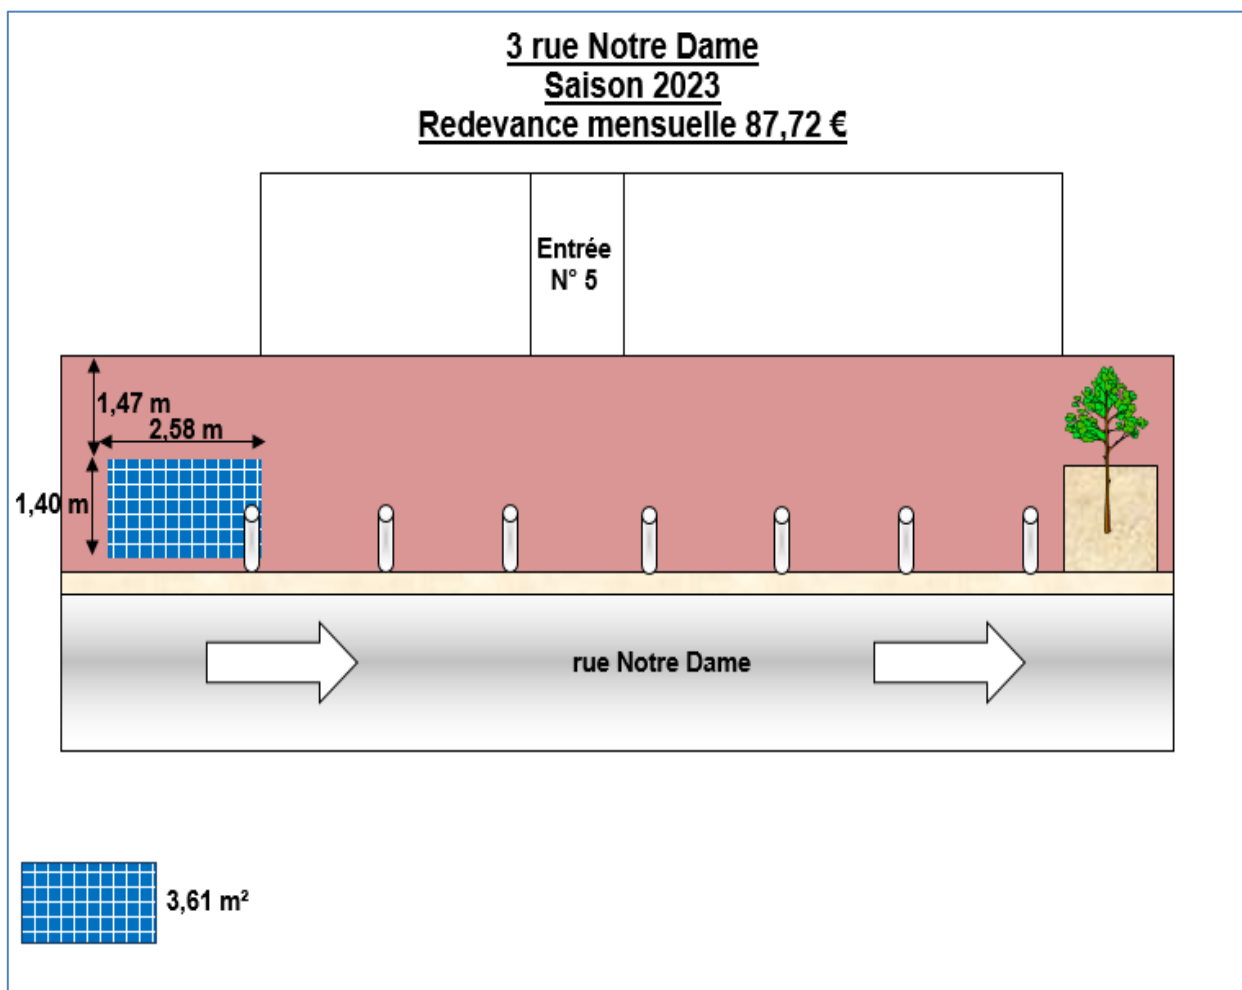 3 rue Notre Dame
Saison 2023
Redevance mensuelle 87,72 €
Entrée
N° 5
1,47 m
2,58 m
1,40 m
rue Notre Dame
3,61 m²